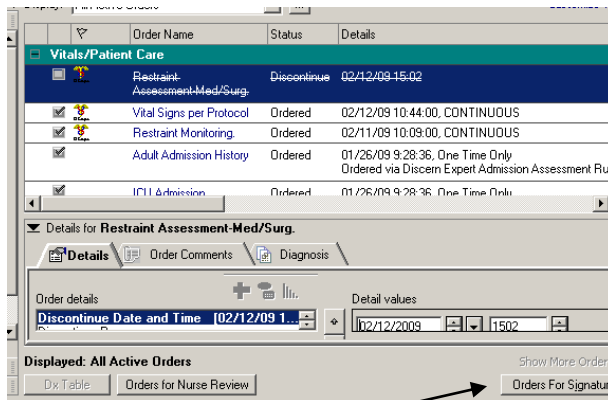 All Active Orders
Order Name Status Details
Vitals/Patient Care
Restraint Discontinue 02/12/09 15:02
Assessment-Med/Surg.
Vital Signs per Protocol Ordered 02/12/09 10:44:00, CONTINUOUS
Restraint Monitoring. Ordered 02/11/09 10:09:00, CONTINUOUS
Adult Admission History Ordered 01/26/09 9:28:36, One Time Only
Ordered via Discern Expert Admission Assessment Ru
ICU Admission Ordered 01/26/09 9:28:36, One Time Only
Details for Restraint Assessment-Med/Surg.
Details Order Comments Diagnosis
Order details Detail values
Discontinue Date and Time [02/12/09 1... 02/12/2009 1502
Displayed: All Active Orders Show More Order
Dx Table Orders for Nurse Review Orders For Signatur